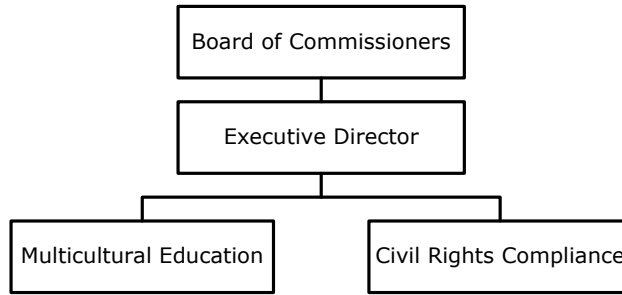 Board of Commissioners
Executive Director
Multicultural Education
Civil Rights Compliance